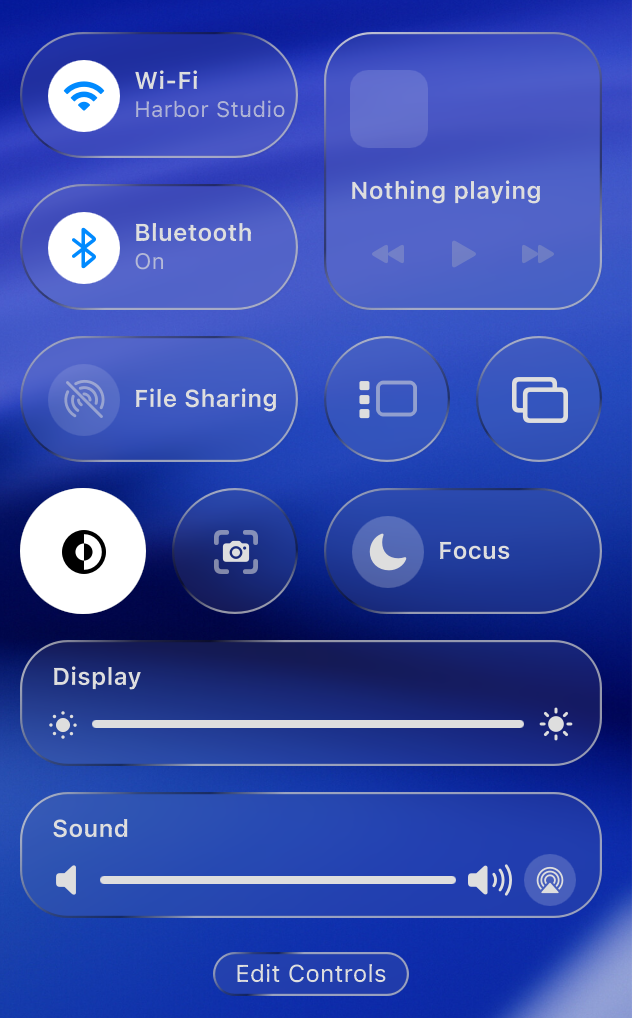 Wi-Fi
Harbor Studio
Nothing playing
Bluetooth
On
File Sharing
Focus
Display
Sound
Edit Controls